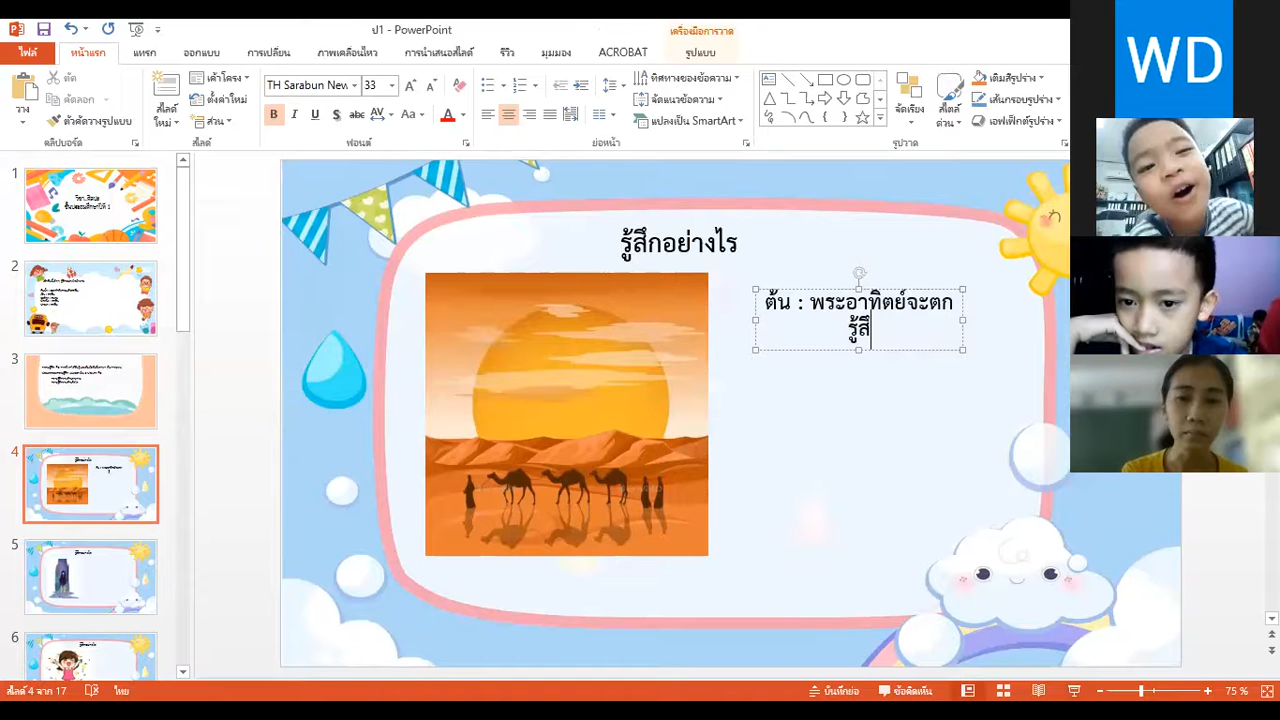 ป1 - PowerPoint
เครื่องมือการวาด
ไฟล์
หน้าแรก
แทรก
ออกแบบ
การเปลี่ยน
ภาพเคลื่อนไหว
การนำเสนอสไลด์
รีวิว
มุมมอง
ACROBAT
รูปแบบ
วาง
ตัด
คัดลอก
ตัวคัดวางรูปแบบ
คลิปบอร์ด
สไลด์ใหม่
เค้าโครง
ตั้งค่าใหม่
ส่วน
สไลด์
TH Sarabun New
33
ฟอนต์
ย่อหน้า
ทิศทางของข้อความ
จัดแนวข้อความ
แปลงเป็น SmartArt
จัดเรียง
สไตล์ด่วน
เติมสีรูปร่าง
เส้นกรอบรูปร่าง
เอฟเฟ็กต์รูปร่าง
รูปวาด
WD
1
2
3
4
5
6
รู้สึกอย่างไร
ต้น : พระอาทิตย์จะตก
รู้สึ
สไลด์ 4 จาก 17
ไทย
บันทึกย่อ
ข้อคิดเห็น
75 %